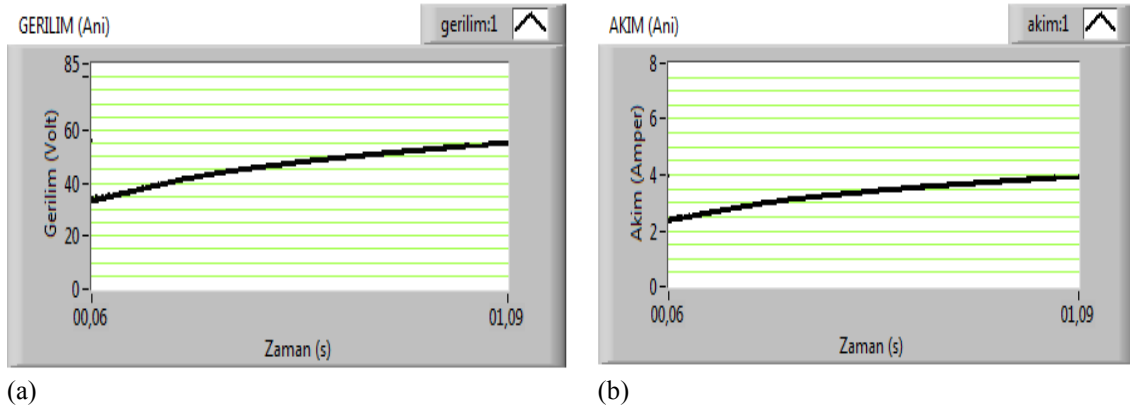 GERILIM (Ani)
gerilim:1
Gerilim (Volt)
85
60
40
20
0
00,06
01,09
Zaman (s)
(a)
AKIM (Ani)
akim:1
Akim (Amper)
8
6
4
2
0
00,06
01,09
Zaman (s)
(b)